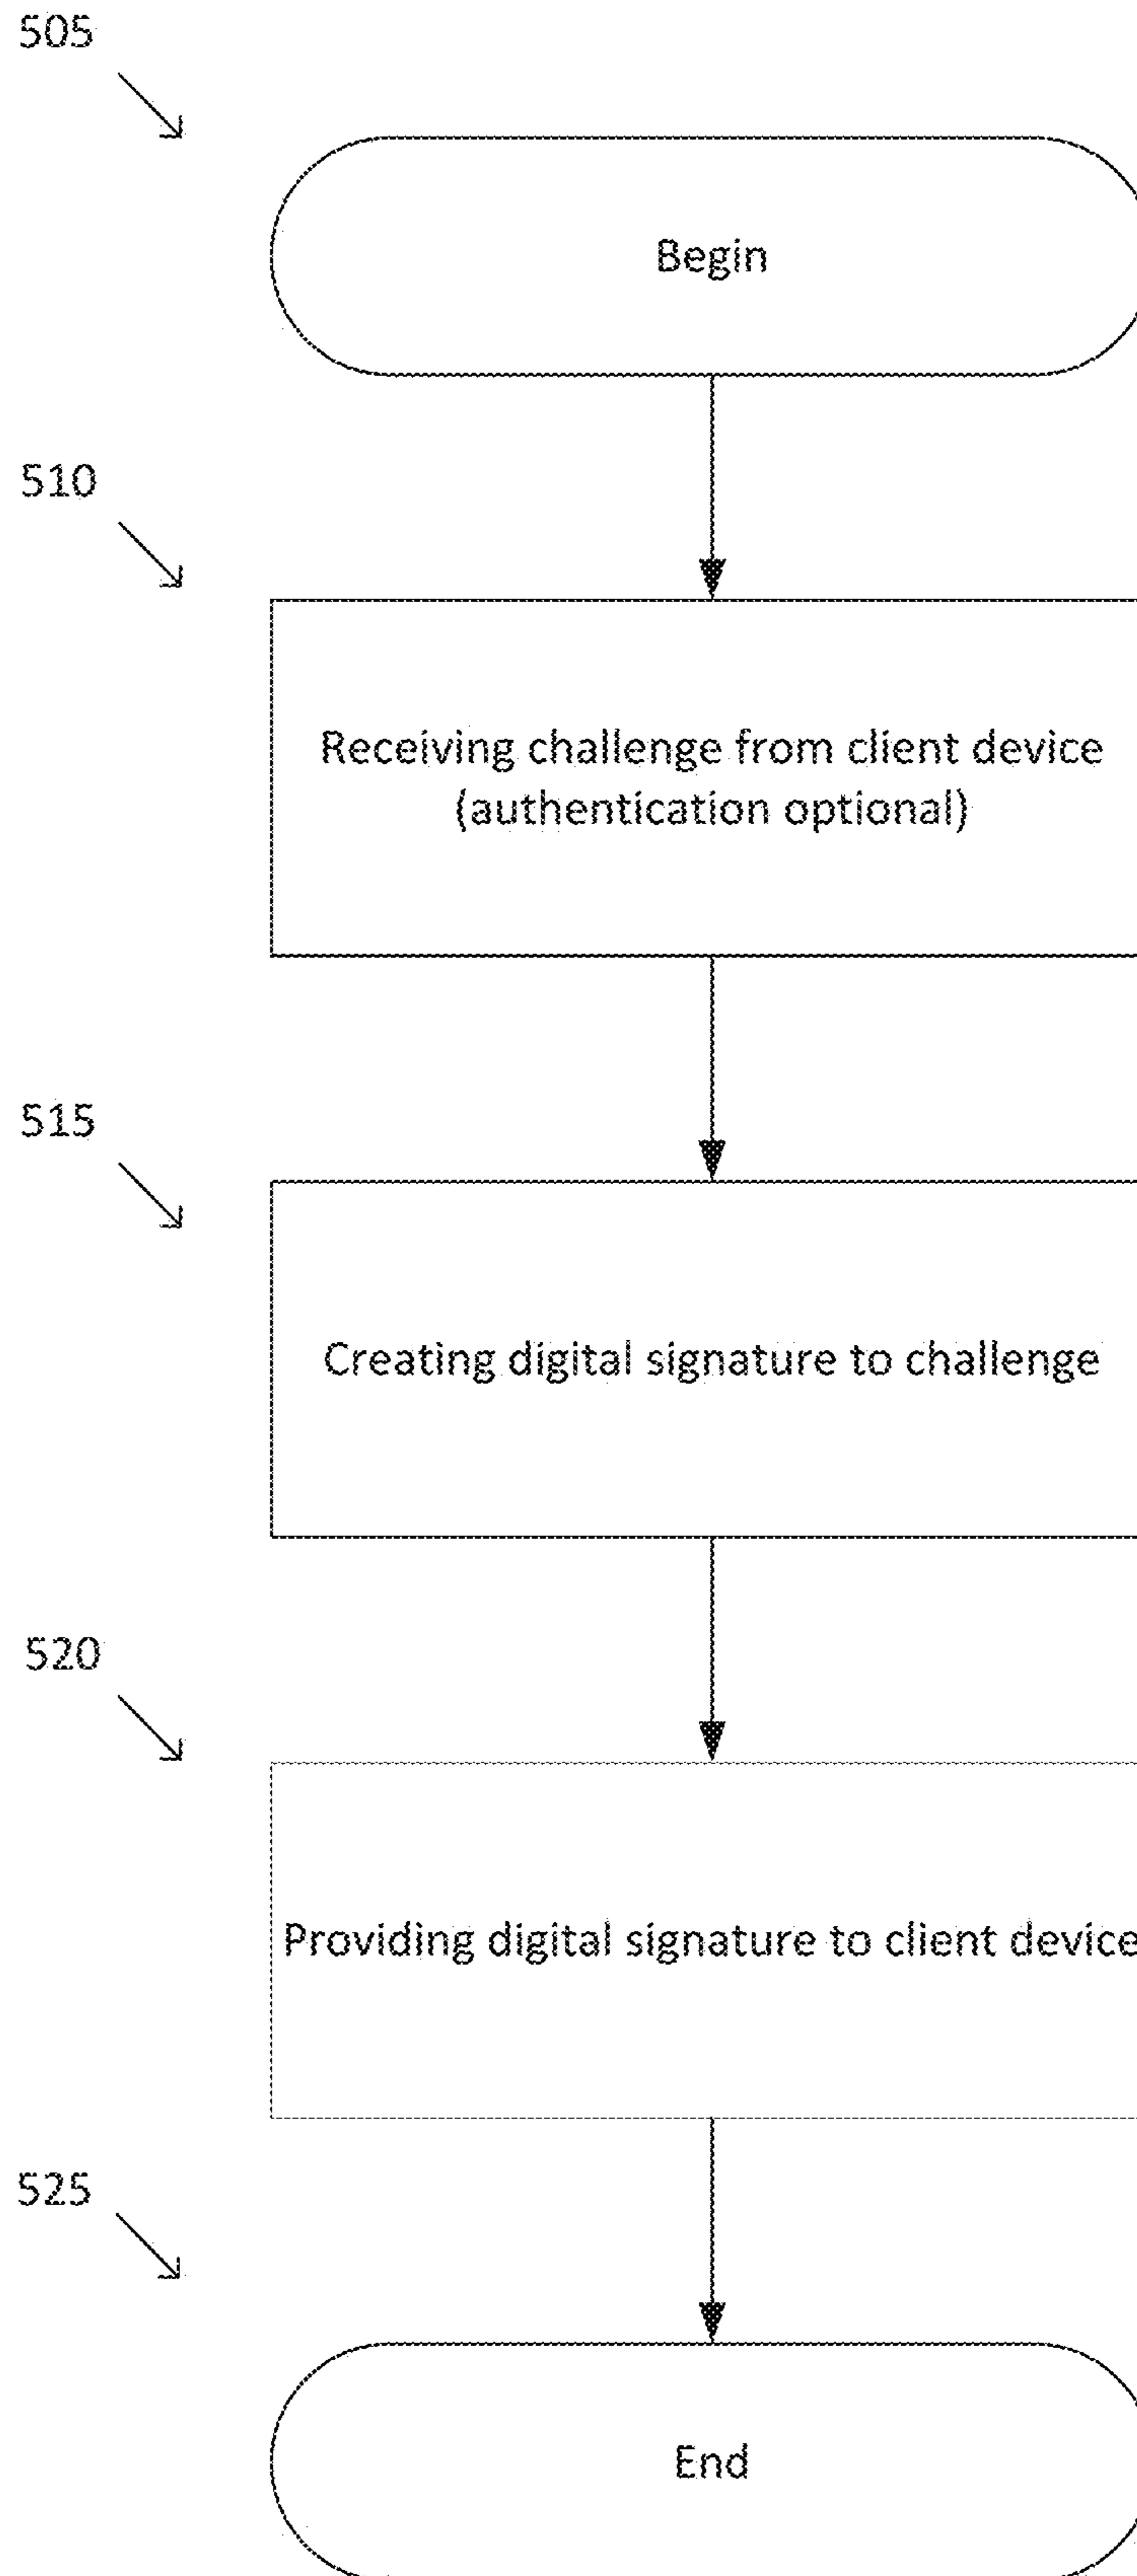 505
Begin
510
Receiving challenge from client device
(authentication optional)
515
Creating digital signature to challenge
520
Providing digital signature to client device
525
End